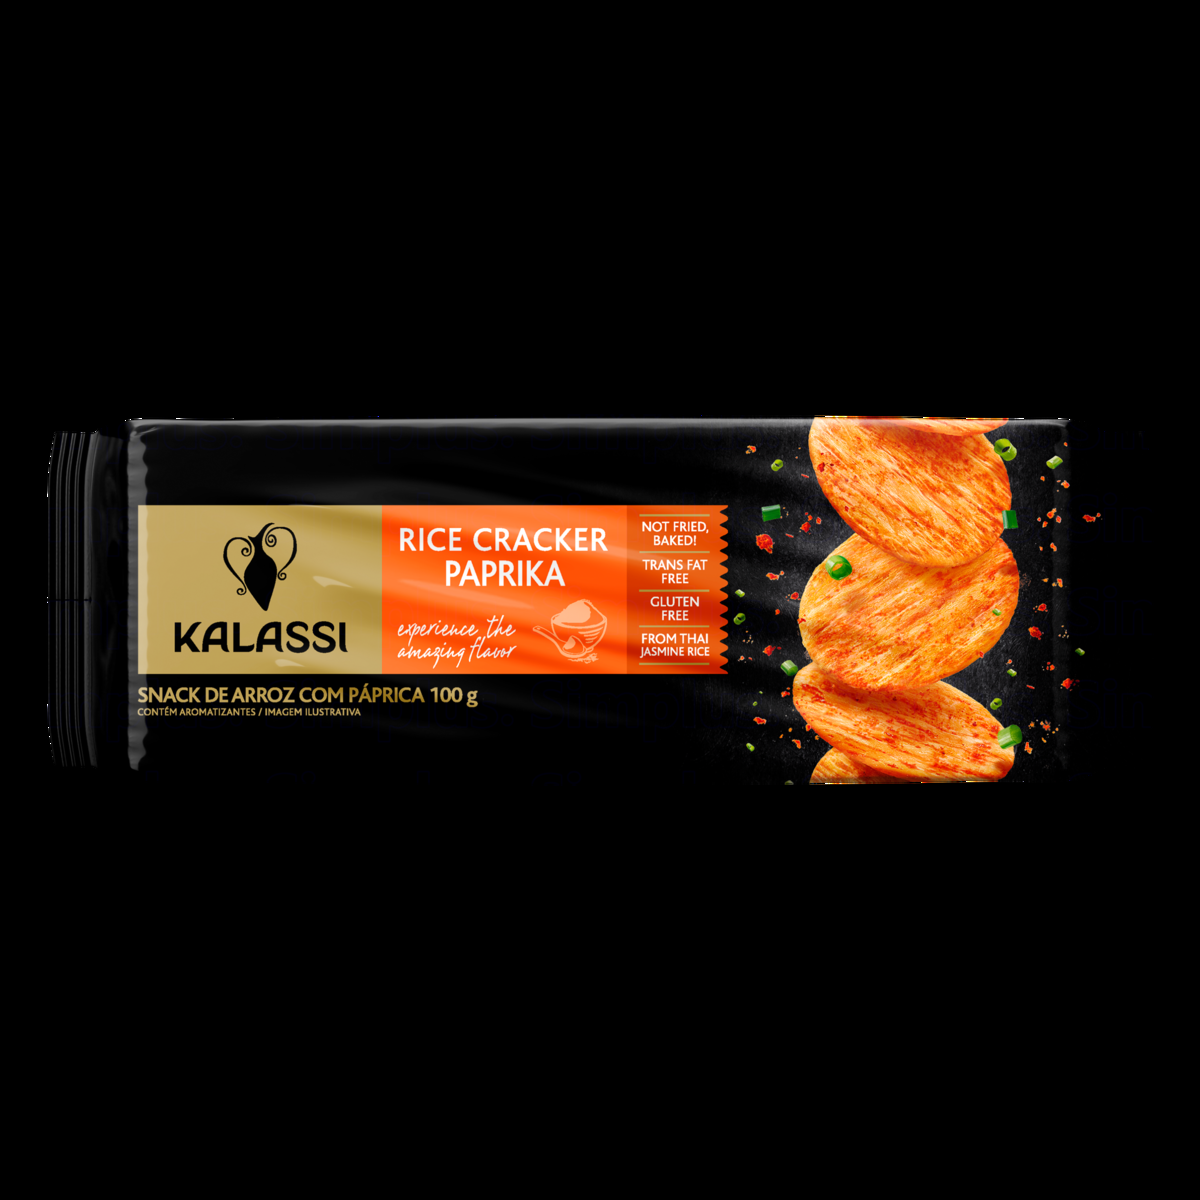 KALASSI
RICE CRACKER
PAPRIKA
experience the
amazing flavor
NOT FRIED,
BAKED!
TRANS FAT
FREE
GLUTEN
FREE
FROM THAI
JASMINE RICE
SNACK DE ARROZ COM PÁPRICA 100 g
CONTÉM AROMATIZANTES / IMAGEM ILUSTRATIVA